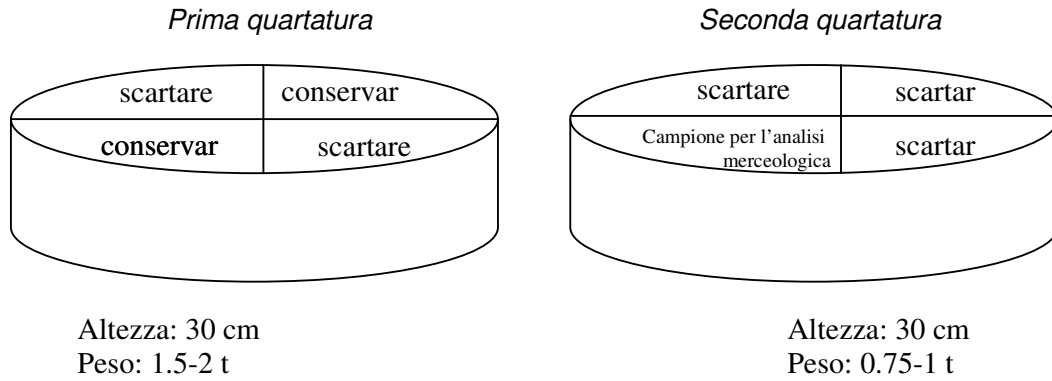 Prima quartatura
scartare conservar
conservar scartare
Altezza: 30 cm
Peso: 1.5-2 t
Seconda quartatura
scartare scartar
Campione per l'analisi
merceologica
scartar
Altezza: 30 cm
Peso: 0.75-1 t